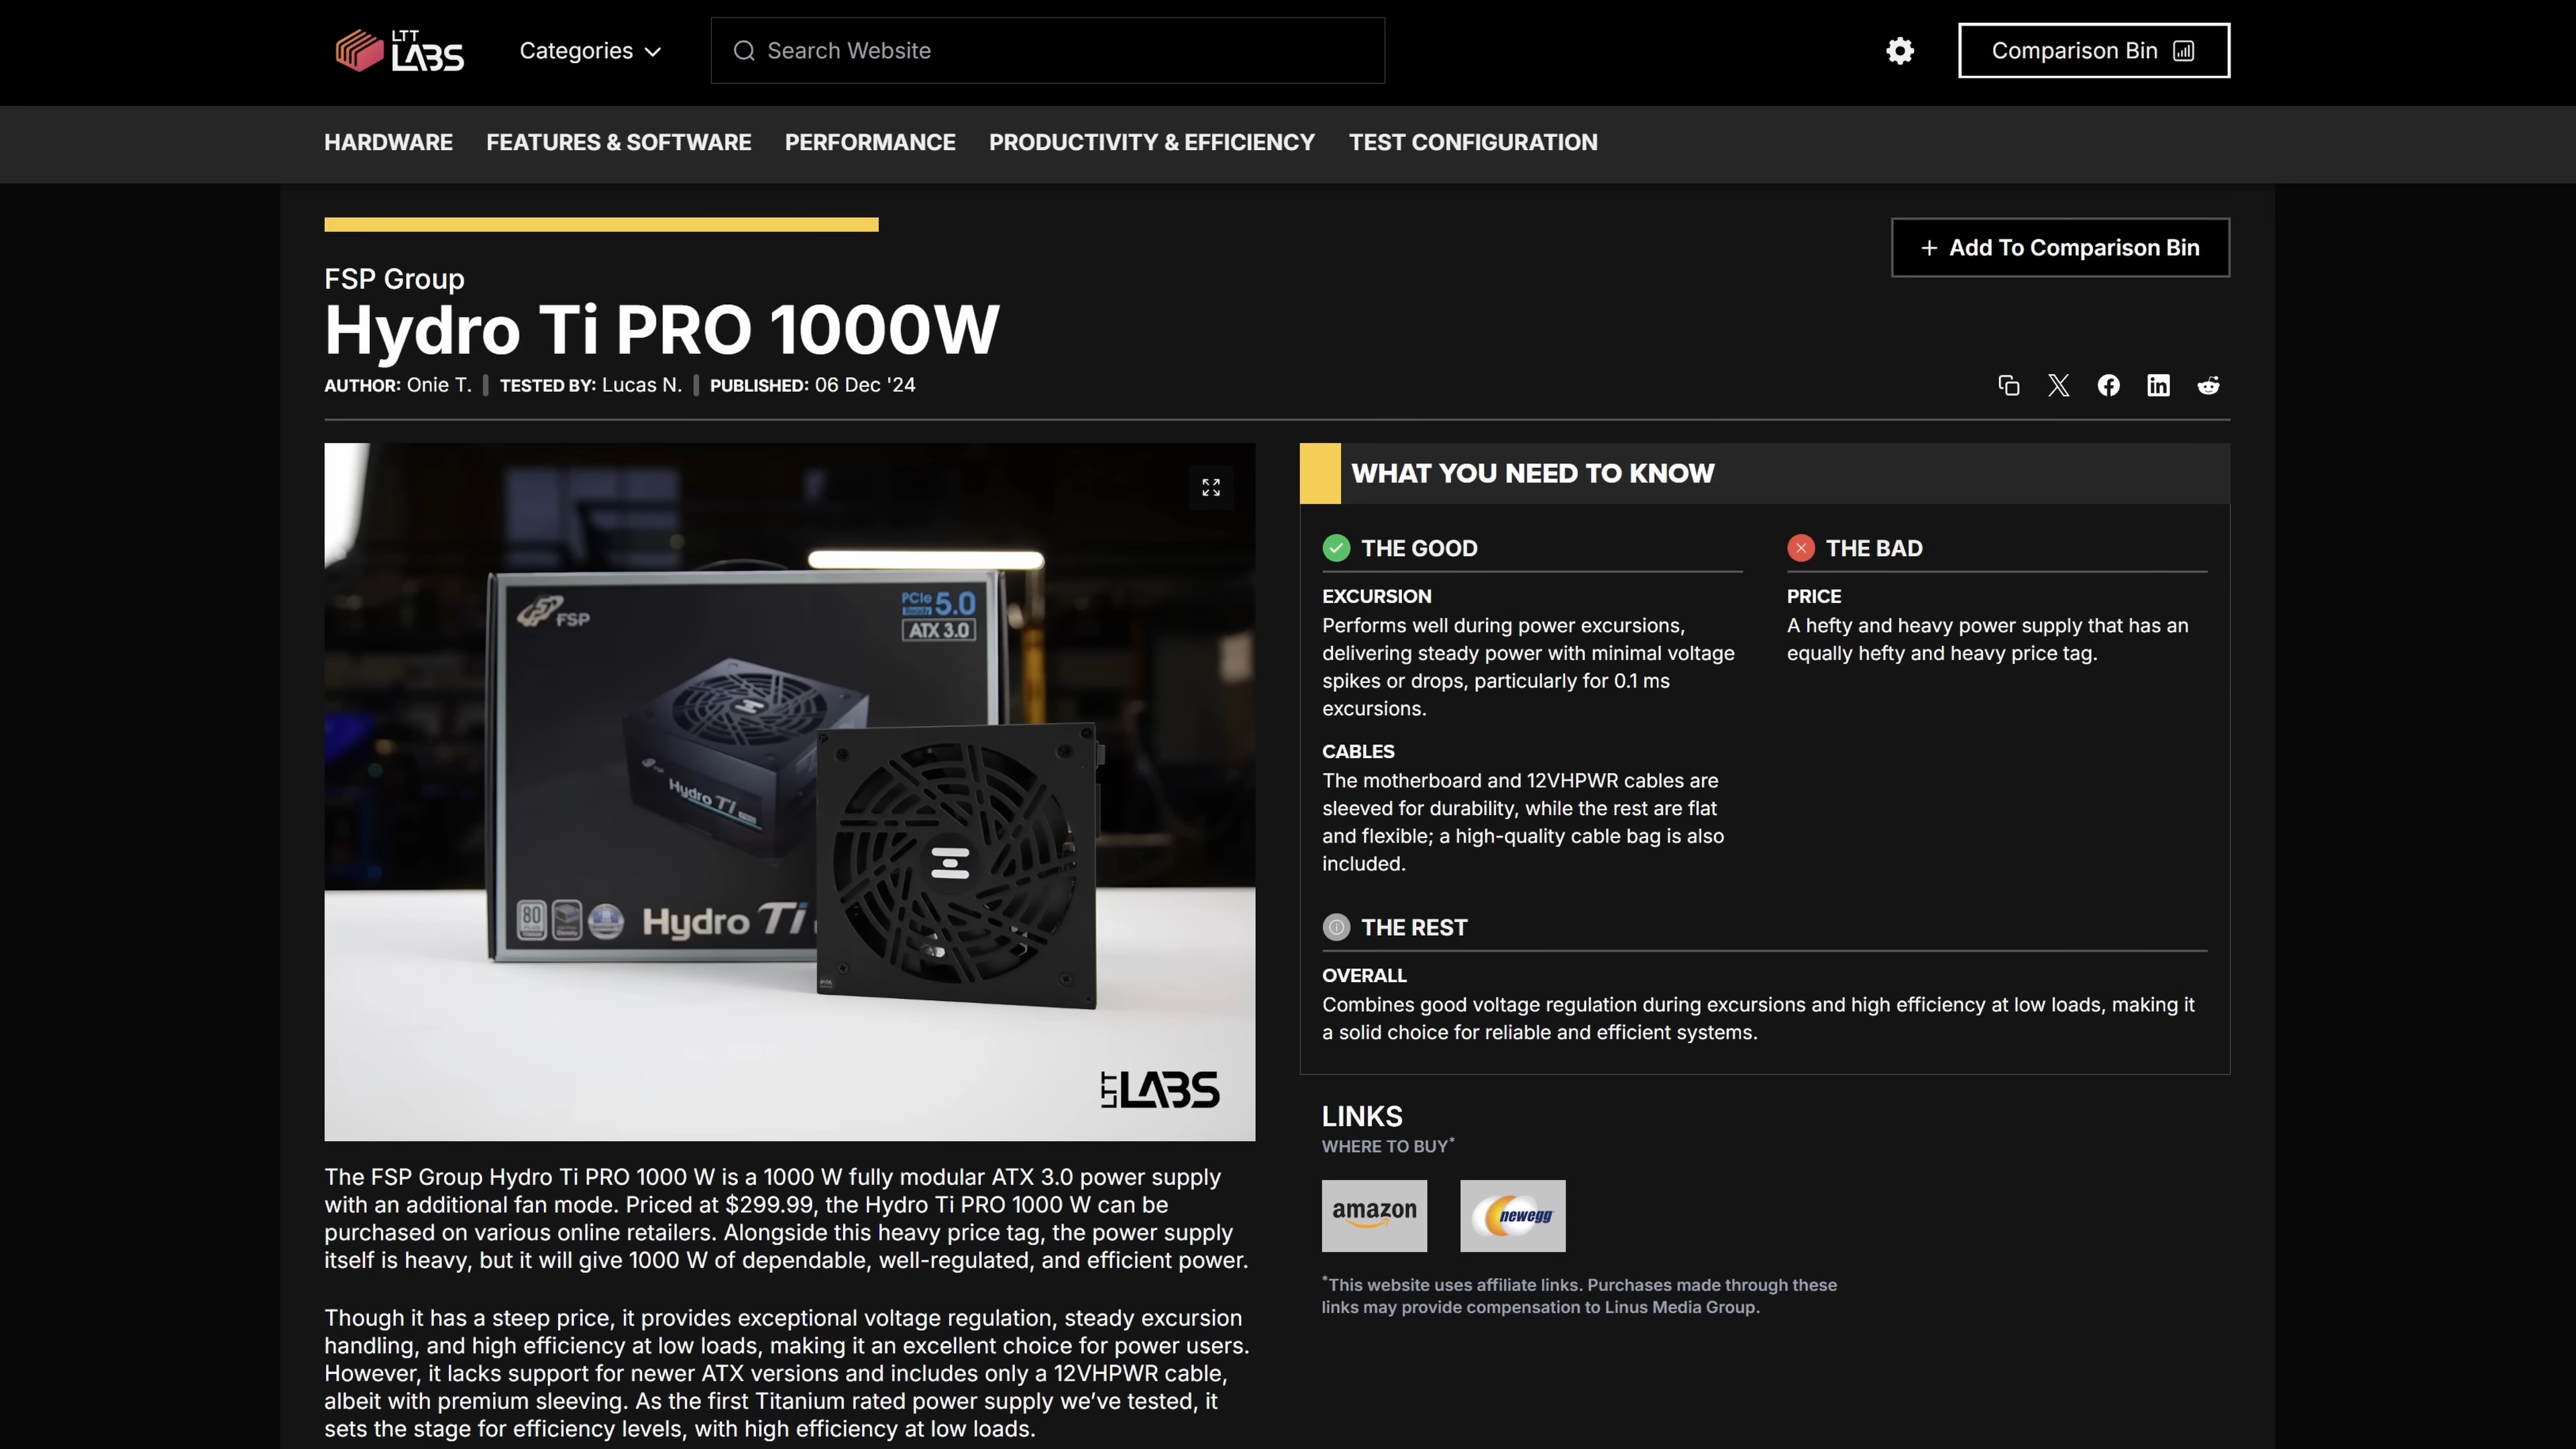 LTT
LABS
Categories
Search Website
Comparison Bin
HARDWARE
FEATURES & SOFTWARE
PERFORMANCE
PRODUCTIVITY & EFFICIENCY
TEST CONFIGURATION
Add To Comparison Bin
FSP Group
Hydro Ti PRO 1000W
AUTHOR: Onie T. | TESTED BY: Lucas N. | PUBLISHED: 06 Dec '24
FSP
PCIe 5.0
Ready
ATX 3.0
Hydro Ti
80
Hydro Ti
LTT LABS
The FSP Group Hydro Ti PRO 1000 W is a 1000 W fully modular ATX 3.0 power supply
with an additional fan mode. Priced at $299.99, the Hydro Ti PRO 1000 W can be
purchased on various online retailers. Alongside this heavy price tag, the power supply
itself is heavy, but it will give 1000 W of dependable, well-regulated, and efficient power.
Though it has a steep price, it provides exceptional voltage regulation, steady excursion
handling, and high efficiency at low loads, making it an excellent choice for power users.
However, it lacks support for newer ATX versions and includes only a 12VHPWR cable,
albeit with premium sleeving. As the first Titanium rated power supply we’ve tested, it
sets the stage for efficiency levels, with high efficiency at low loads.
WHAT YOU NEED TO KNOW
THE GOOD
EXCURSION
Performs well during power excursions,
delivering steady power with minimal voltage
spikes or drops, particularly for 0.1 ms
excursions.
CABLES
The motherboard and 12VHPWR cables are
sleeved for durability, while the rest are flat
and flexible; a high-quality cable bag is also
included.
THE BAD
PRICE
A hefty and heavy power supply that has an
equally hefty and heavy price tag.
THE REST
OVERALL
Combines good voltage regulation during excursions and high efficiency at low loads, making it
a solid choice for reliable and efficient systems.
LINKS
WHERE TO BUY*
amazon
newegg
*This website uses affiliate links. Purchases made through these
links may provide compensation to Linus Media Group.